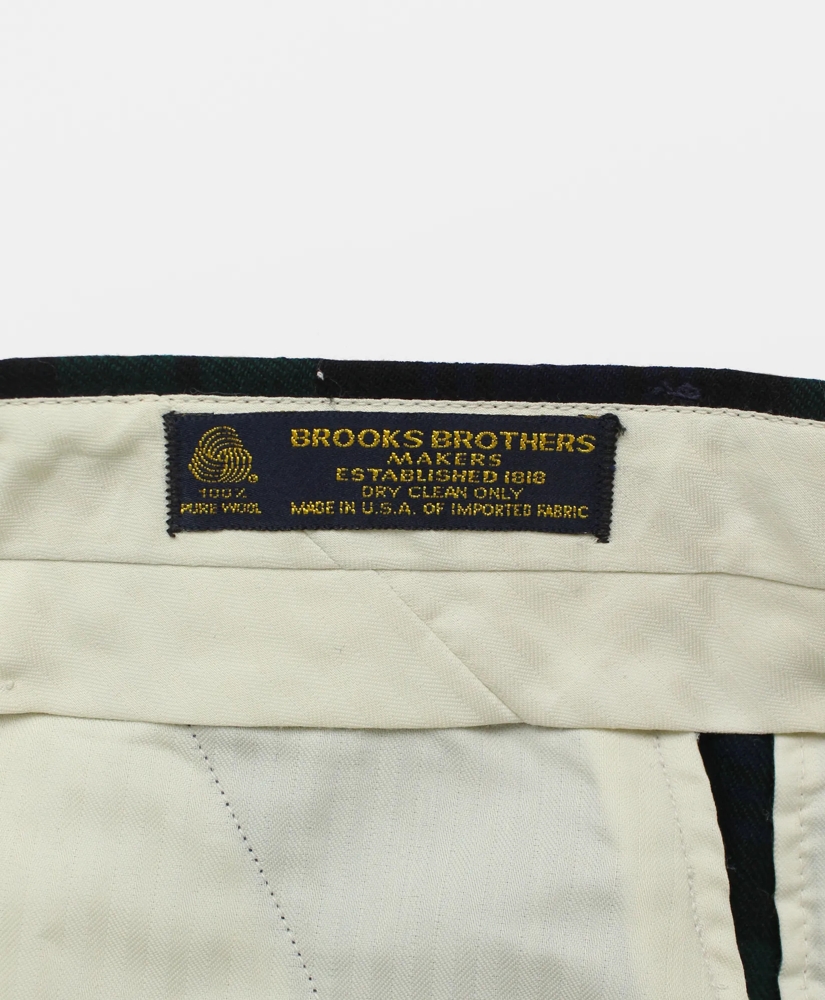 BROOKS BROTHERS
MAKERS
ESTABLISHED 1818
DRY CLEAN ONLY
MADE IN U.S.A. OF IMPORTED FABRIC
100%
PURE WOOL